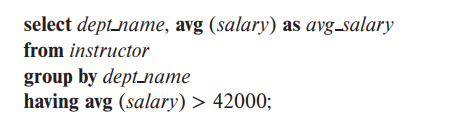 select dept_name, avg (salary) as avg_salary
from instructor
group by dept_name
having avg (salary) > 42000;